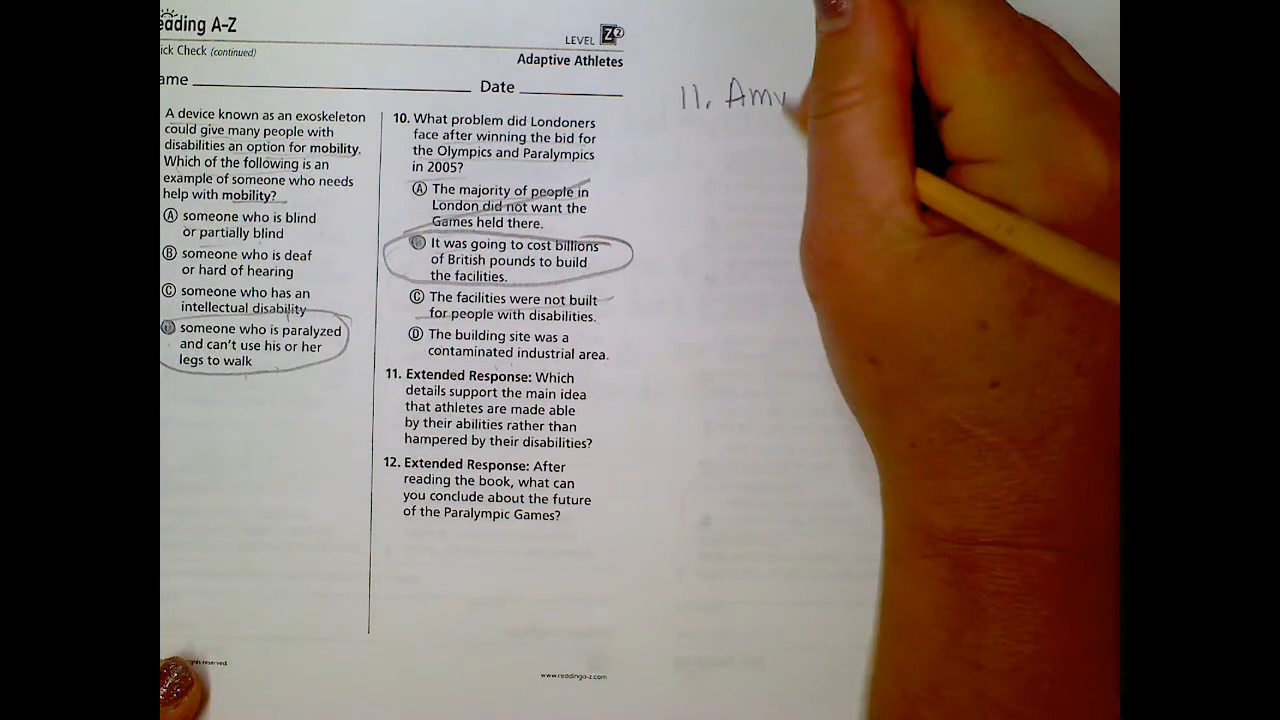 eading A-Z
LEVEL Z
ick Check (continued)
Adaptive Athletes
ame Date
A device known as an exoskeleton
could give many people with
disabilities an option for mobility.
Which of the following is an
example of someone who needs
help with mobility?
A someone who is blind
or partially blind
B someone who is deaf
or hard of hearing
C someone who has an
intellectual disability
someone who is paralyzed
and can't use his or her
legs to walk
10. What problem did Londoners
face after winning the bid for
the Olympics and Paralympics
in 2005?
A The majority of people in
London did not want the
Games held there.
It was going to cost billions
of British pounds to build
the facilities.
C The facilities were not built
for people with disabilities.
D The building site was a
contaminated industrial area.
11. Extended Response: Which
details support the main idea
that athletes are made able
by their abilities rather than
hampered by their disabilities?
12. Extended Response: After
reading the book, what can
you conclude about the future
of the Paralympic Games?
ghts reserved.
www.readinga-z.com
11. Amy